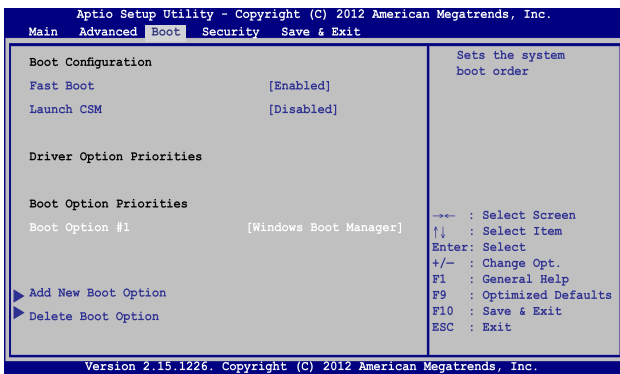 Aptio Setup Utility - Copyright (C) 2012 American Megatrends, Inc.
Main Advanced Boot Security Save & Exit
Boot Configuration
Fast Boot [Enabled]
Launch CSM [Disabled]
Driver Option Priorities
Boot Option Priorities
Boot Option #1 [Windows Boot Manager]
Add New Boot Option
Delete Boot Option
Sets the system
boot order
→← : Select Screen
↑↓ : Select Item
Enter: Select
+/— : Change Opt.
F1 : General Help
F9 : Optimized Defaults
F10 : Save & Exit
ESC : Exit
Version 2.15.1226. Copyright (C) 2012 American Megatrends, Inc.